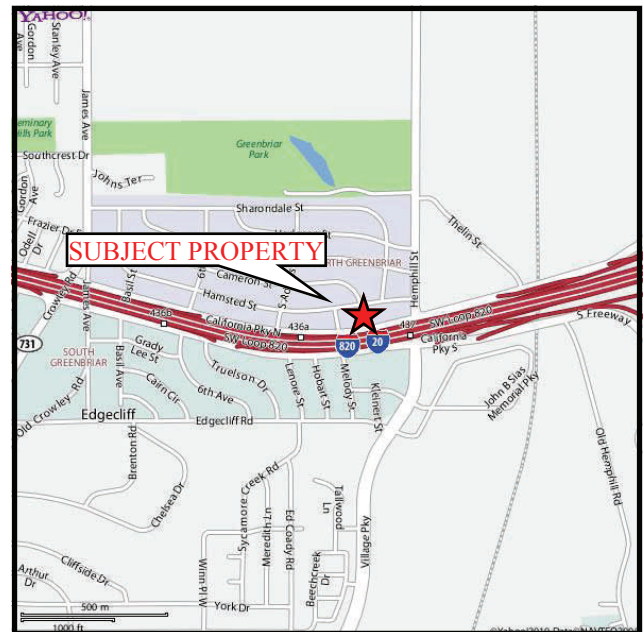 YAHOO!
Gordon
Ave
Stanley Ave
James Ave
Seminary
Hills Park
Southcrest Dr
Johns Ter
Greenbriar
Park
Gordon
Ave
Odell
Dr
Frazier Dr
Sharondale St
Thelin St
Hemphill St
SUBJECT PROPERTY
NORTH GREENBRIAR
Cameron St
Hamsted St
Crowley Rd
James Ave
Basil St
436b
California Pky N
436a
SW Loop 820
437
SW Loop 820
820
20
California
Pky S
S Freeway
731
SOUTH
GREENBRIAR
Basil Ave
Grady
Lee St
Cairn Cir
6th Ave
Truelson Dr
Lenore St
Hobart St
Melody St
Kleinert St
John B Sias
Memorial Pky
Old Crowley Rd
Edgecliff
Edgecliff Rd
Old Hemphill Rd
Brenton Rd
Chelsea Dr
Sycamore Creek Rd
Meredith Ln
Ed Coady Rd
Tallwood
Ln
Beechcreek
Dr
Village Pky
Winn Pl W
Cliffside Dr
Arthur
Dr
York Dr
500 m
1000 ft